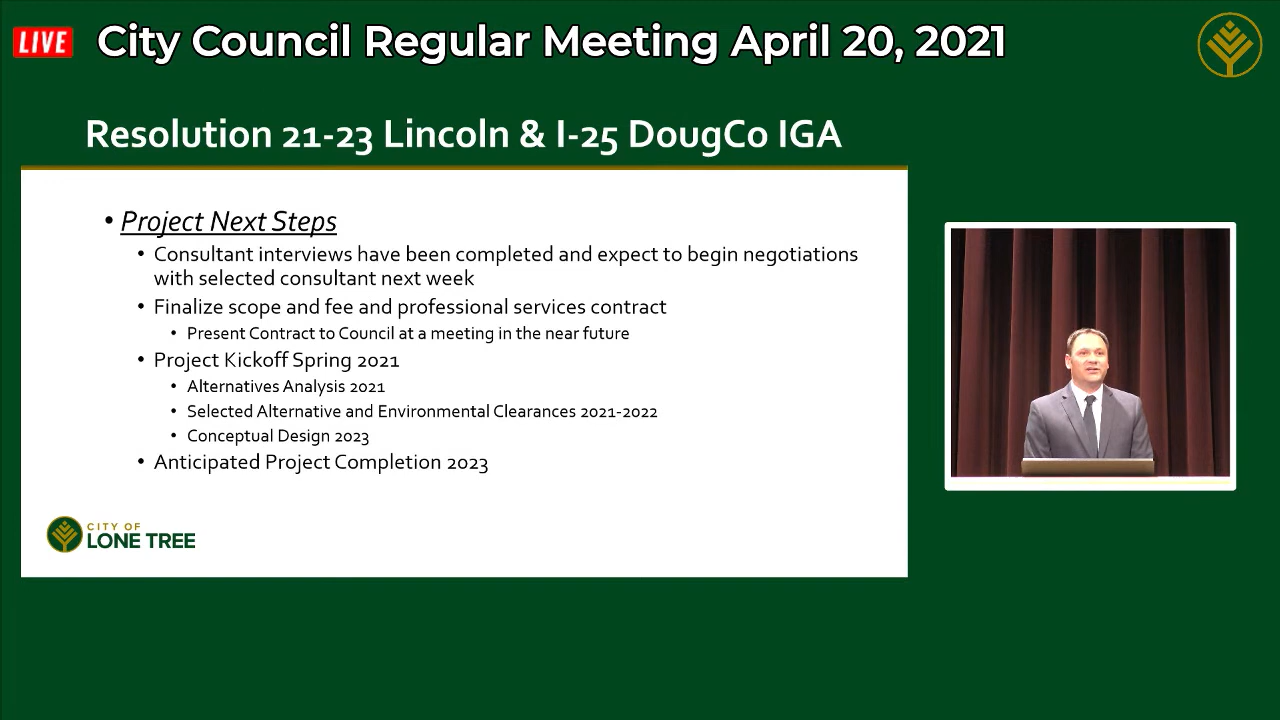 LIVE City Council Regular Meeting April 20, 2021
Resolution 21-23 Lincoln & I-25 DougCo IGA
• Project Next Steps
• Consultant interviews have been completed and expect to begin negotiations
with selected consultant next week
• Finalize scope and fee and professional services contract
• Present Contract to Council at a meeting in the near future
• Project Kickoff Spring 2021
• Alternatives Analysis 2021
• Selected Alternative and Environmental Clearances 2021-2022
• Conceptual Design 2023
• Anticipated Project Completion 2023
CITY OF
LONE TREE